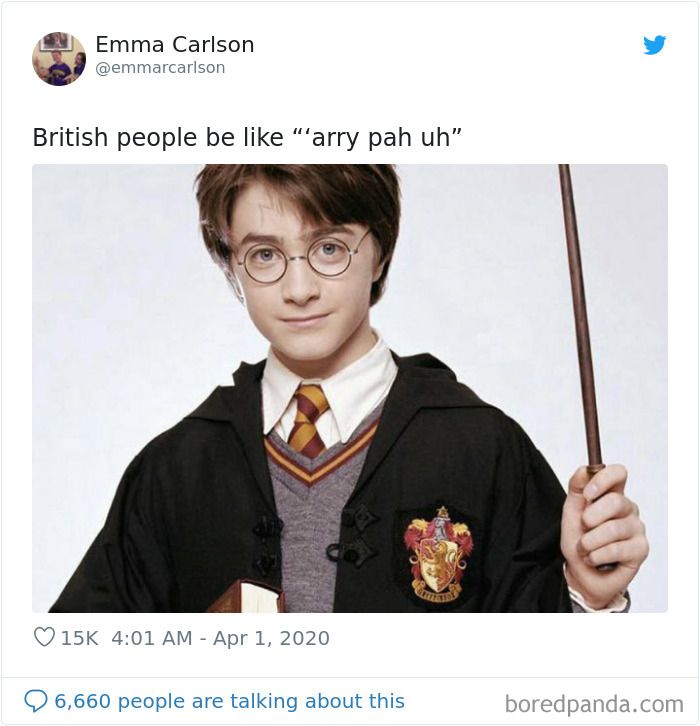 Emma Carlson
@emmarcarlson
British people be like “‘arry pah uh”
GRYFFINDOR
15K 4:01 AM - Apr 1, 2020
6,660 people are talking about this
boredpanda.com